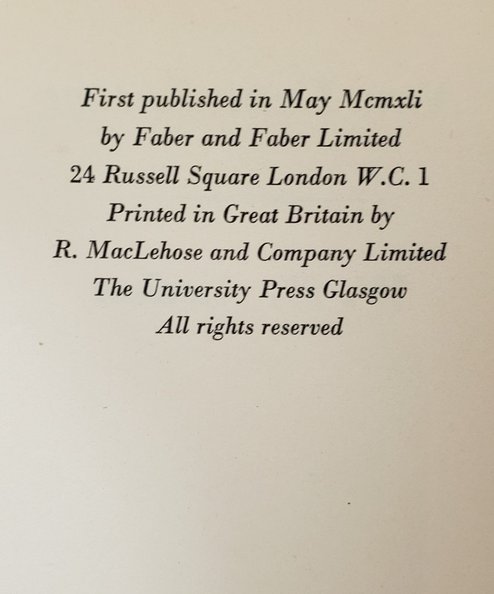 First published in May Mcmxli
by Faber and Faber Limited
24 Russell Square London W.C. 1
Printed in Great Britain by
R. MacLehose and Company Limited
The University Press Glasgow
All rights reserved